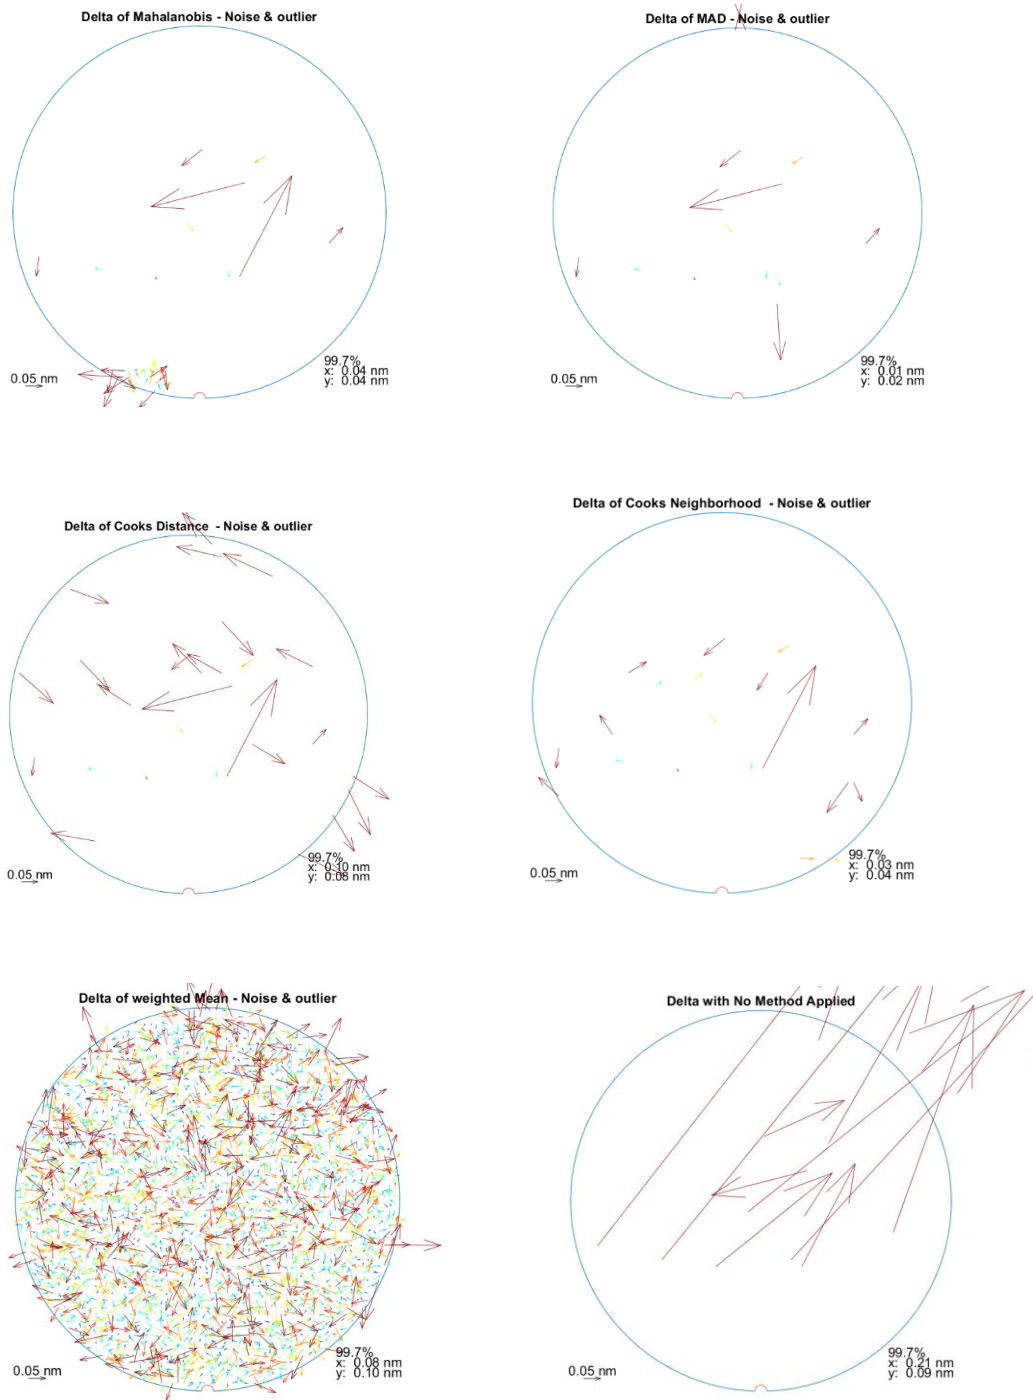 Delta of Mahalanobis - Noise & outlier
0.05 nm
99.7%
x: 0.04 nm
y: 0.04 nm
Delta of MAD - Noise & outlier
0.05 nm
99.7%
x: 0.01 nm
y: 0.02 nm
Delta of Cooks Distance - Noise & outlier
0.05 nm
99.7%
x: 0.10 nm
y: 0.08 nm
Delta of Cooks Neighborhood - Noise & outlier
0.05 nm
99.7%
x: 0.03 nm
y: 0.04 nm
Delta of weighted Mean - Noise & outlier
0.05 nm
99.7%
x: 0.08 nm
y: 0.10 nm
Delta with No Method Applied
0.05 nm
99.7%
x: 0.21 nm
y: 0.09 nm